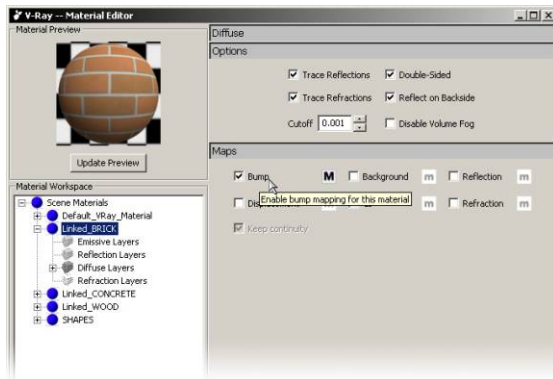 V-Ray -- Material Editor
Material Preview
Update Preview
Material Workspace
Scene Materials
Default_VRay_Material
Linked_BRICK
Emissive Layers
Reflection Layers
Diffuse Layers
Refraction Layers
Linked_CONCRETE
Linked_WOOD
SHAPES
Diffuse
Options
Trace Reflections Double-Sided
Trace Refractions Reflect on Backside
Cutoff 0.001 Disable Volume Fog
Maps
Bump M Background m Reflection m
Enable bump mapping for this material
m Refraction m
Keep continuity